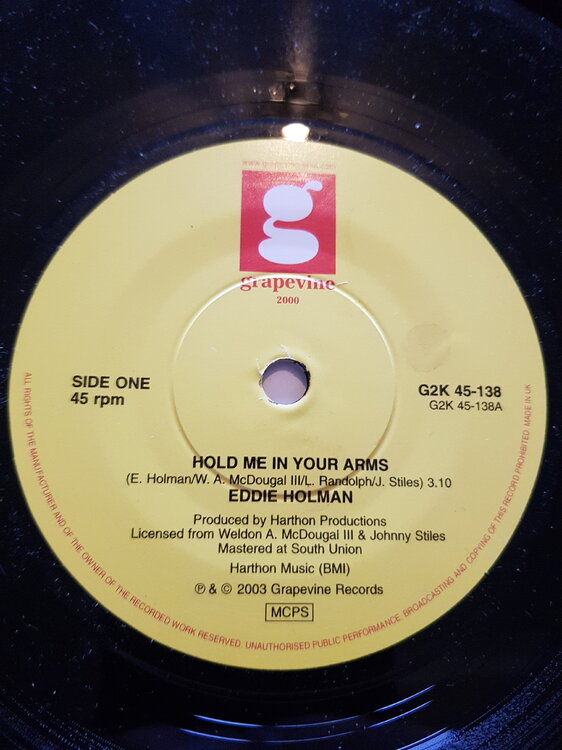 www.grapevine2000.com
g
grapevine
2000
SIDE ONE
45 rpm
G2K 45-138
G2K 45-138A
HOLD ME IN YOUR ARMS
(E. Holman/W. A. McDougal III/L. Randolph/J. Stiles) 3.10
EDDIE HOLMAN
Produced by Harthon Productions
Licensed from Weldon A. McDougal III & Johnny Stiles
Mastered at South Union
Harthon Music (BMI)
℗ & © 2003 Grapevine Records
MCPS
ALL RIGHTS OF THE MANUFACTURER AND OF THE OWNER OF THE RECORDED WORK RESERVED. UNAUTHORISED PUBLIC PERFORMANCE, BROADCASTING AND COPYING OF THIS RECORD PROHIBITED. MADE IN UK